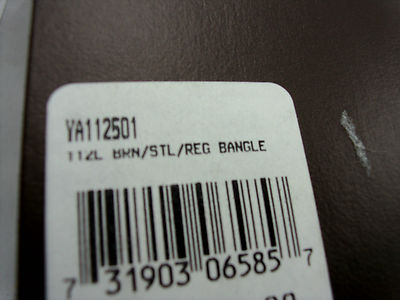 YA112501
112L BRN/STL/REG BANGLE
7 31903 06585 7